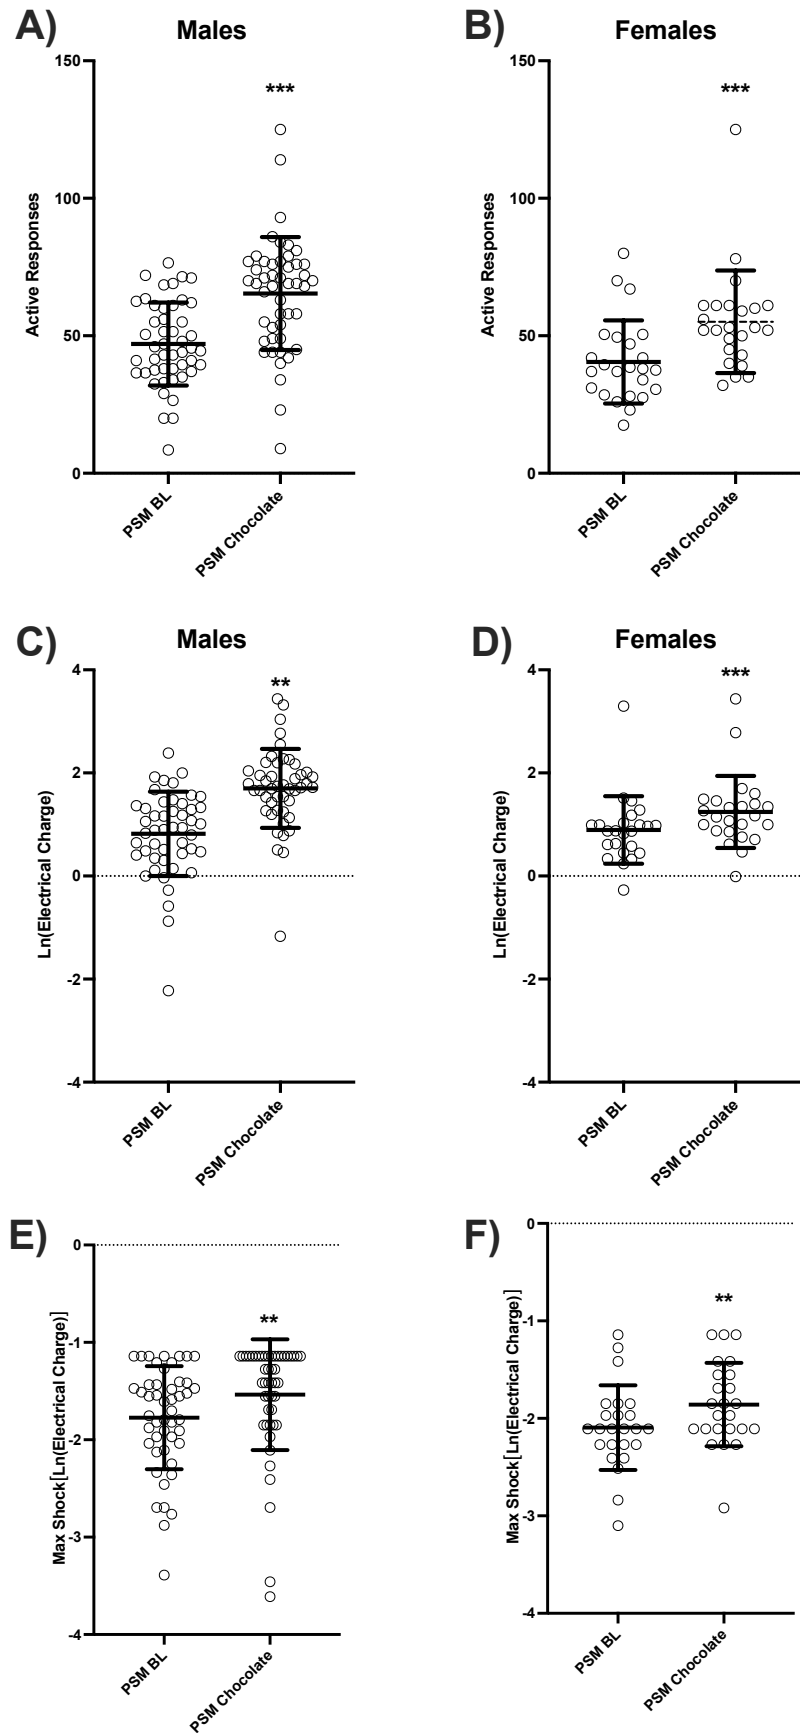 A)
Males
Active Responses
150
100
50
0
***
PSM BL
PSM Chocolate
B)
Females
Active Responses
150
100
50
0
***
PSM BL
PSM Chocolate
C)
Males
Ln(Electrical Charge)
4
2
0
-2
-4
**
PSM BL
PSM Chocolate
D)
Females
Ln(Electrical Charge)
4
2
0
-2
-4
***
PSM BL
PSM Chocolate
E)
Max Shock[Ln(Electrical Charge)]
0
-1
-2
-3
-4
**
PSM BL
PSM Chocolate
F)
Max Shock[Ln(Electrical Charge)]
0
-1
-2
-3
-4
**
PSM BL
PSM Chocolate